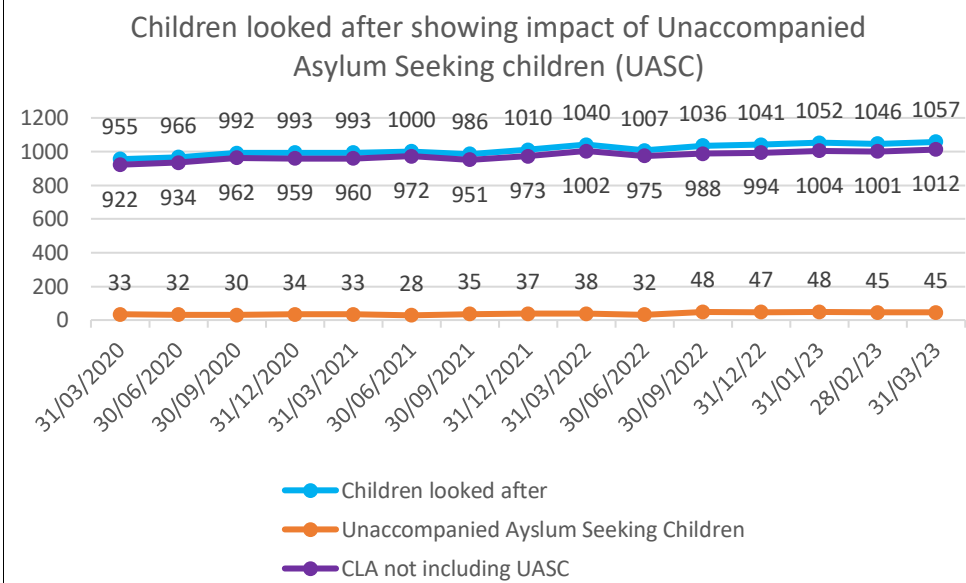 Children looked after showing impact of Unaccompanied
Asylum Seeking children (UASC)
1200
1000
800
600
400
200
0
955 966 992 993 993 1000 986 1010 1040 1007 1036 1041 1052 1046 1057
922 934 962 959 960 972 951 973 1002 975 988 994 1004 1001 1012
33 32 30 34 33 28 35 37 38 32 48 47 48 45 45
31/03/2020 30/06/2020 30/09/2020 31/12/2020 31/03/2021 30/06/2021 30/09/2021 31/12/2021 31/03/2022 30/06/2022 30/09/2022 31/12/22 31/01/23 28/02/23 31/03/23
Children looked after
Unaccompanied Ayslum Seeking Children
CLA not including UASC